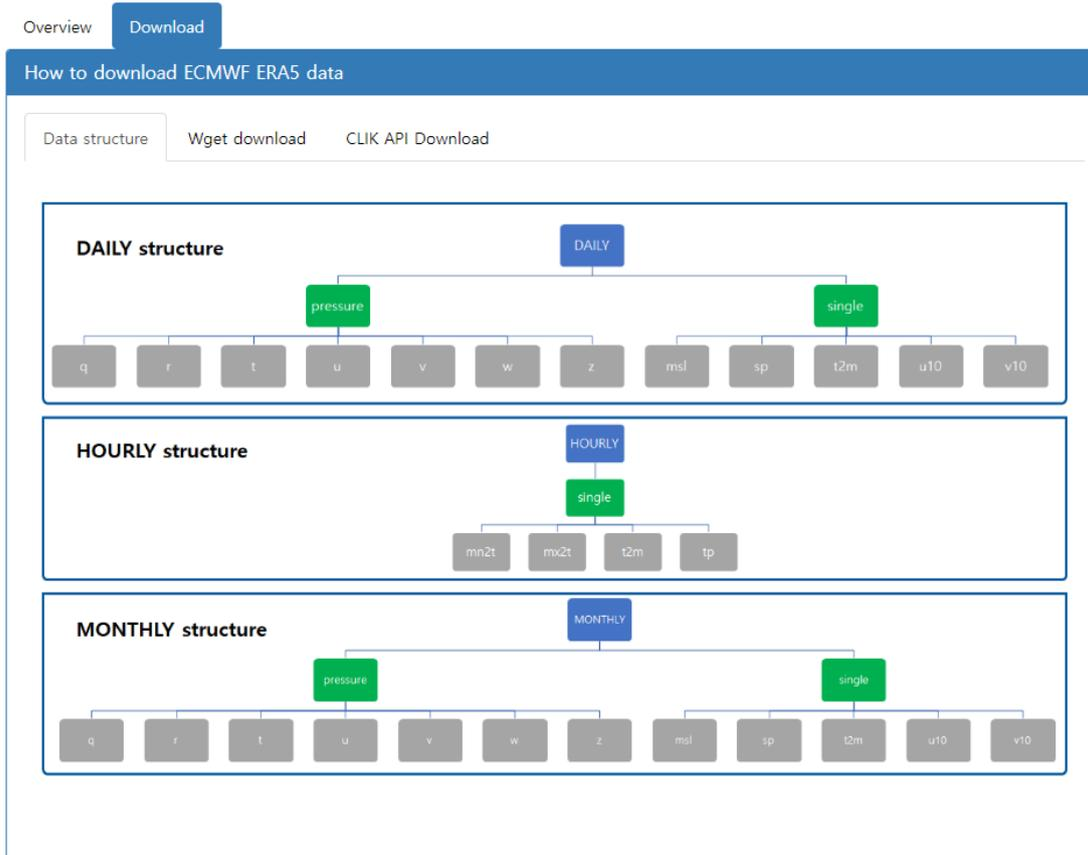 Overview Download
How to download ECMWF ERA5 data
Data structure Wget download CLIK API Download
DAILY structure
DAILY
pressure single
q r t u v w z msl sp t2m u10 v10
HOURLY structure
HOURLY
single
mn2t mx2t t2m tp
MONTHLY structure
MONTHLY
pressure single
q r t u v w z msl sp t2m u10 v10